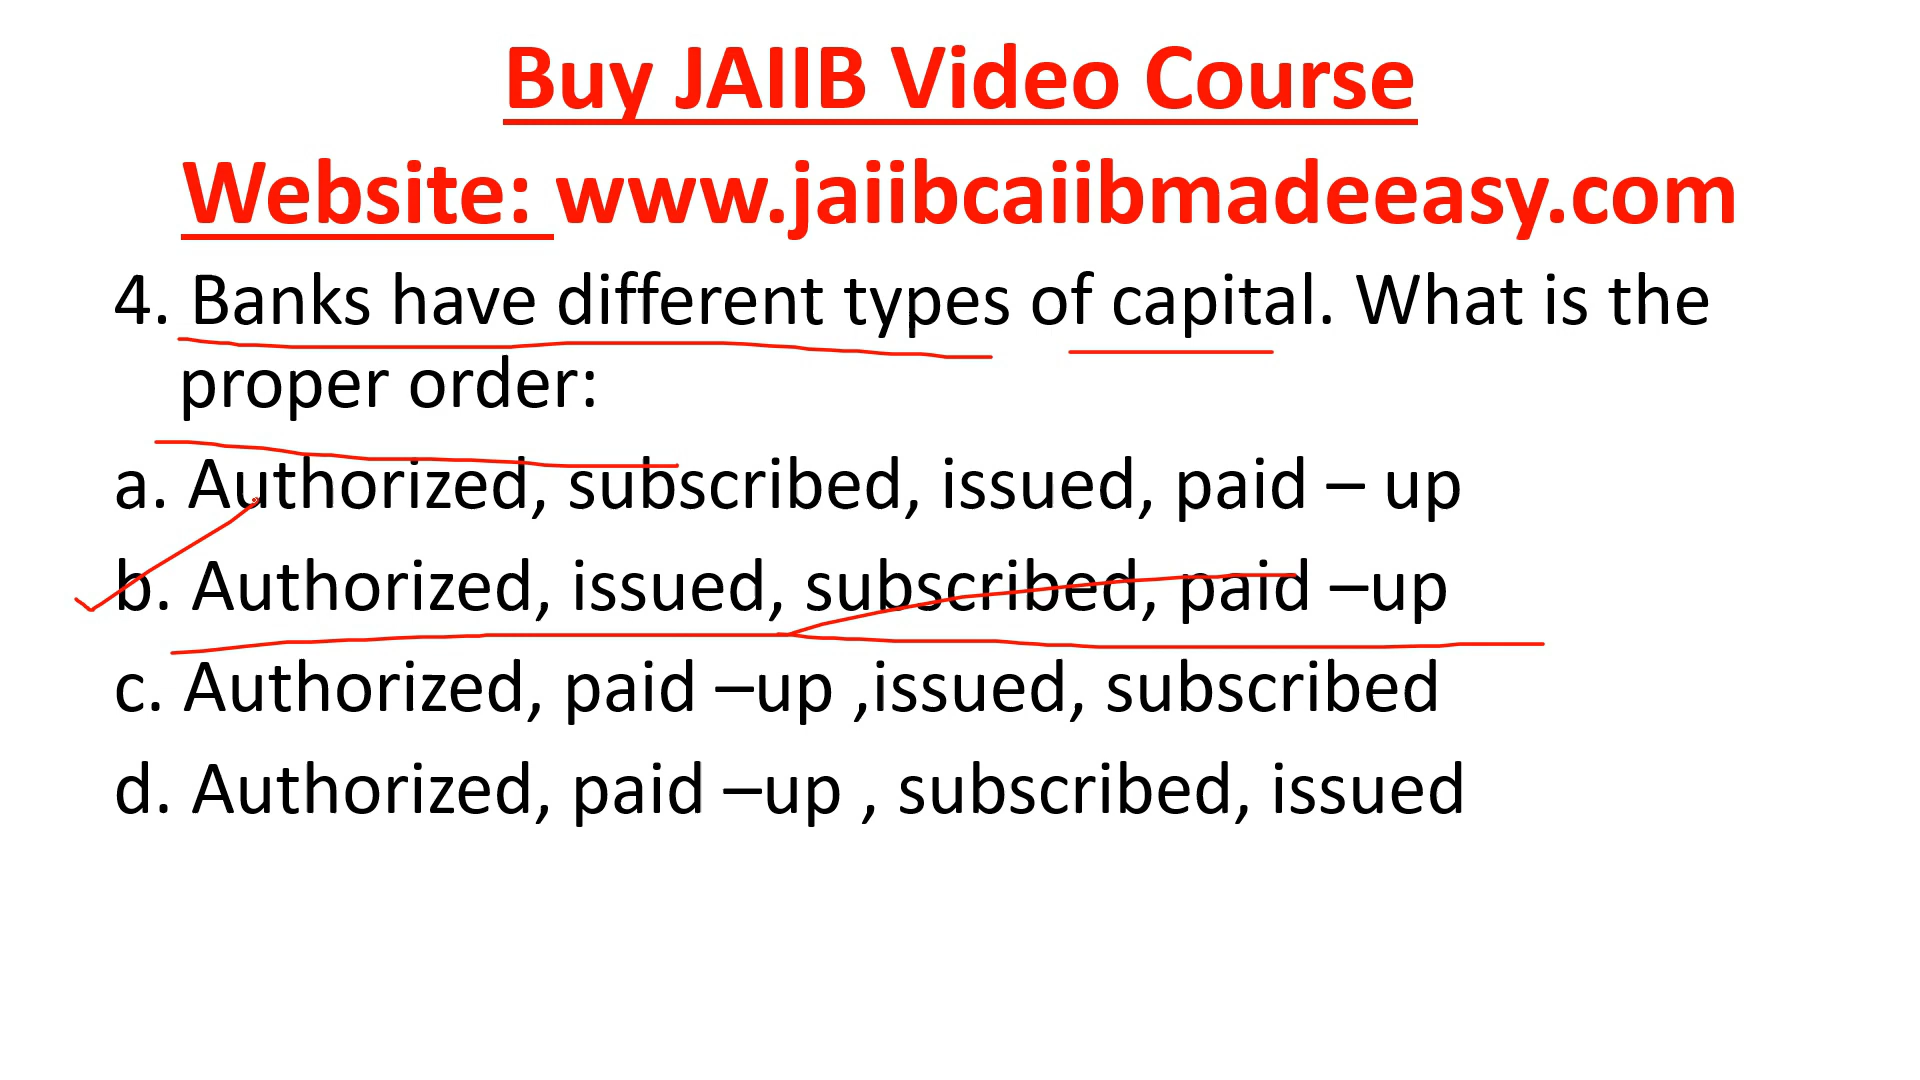 Buy JAIIB Video Course
Website: www.jaiibcaiibmadeeasy.com
4. Banks have different types of capital. What is the
proper order:
a. Authorized, subscribed, issued, paid – up
b. Authorized, issued, subscribed, paid –up
c. Authorized, paid –up ,issued, subscribed
d. Authorized, paid –up , subscribed, issued